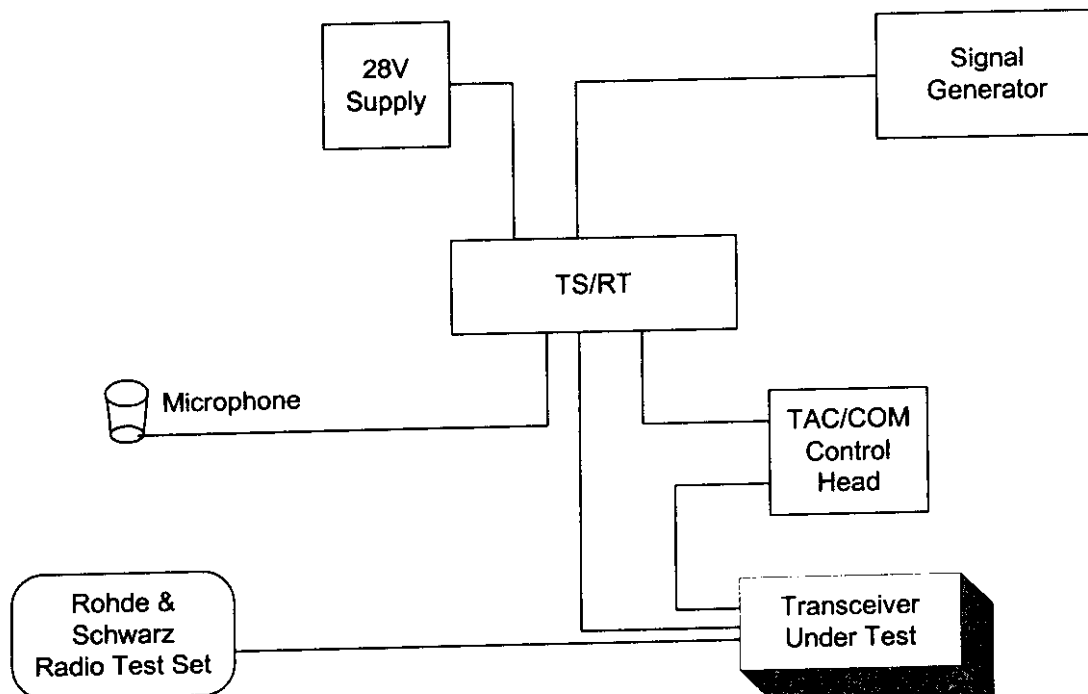 28V
Supply
Signal
Generator
TS/RT
Microphone
TAC/COM
Control
Head
Rohde &
Schwarz
Radio Test Set
Transceiver
Under Test